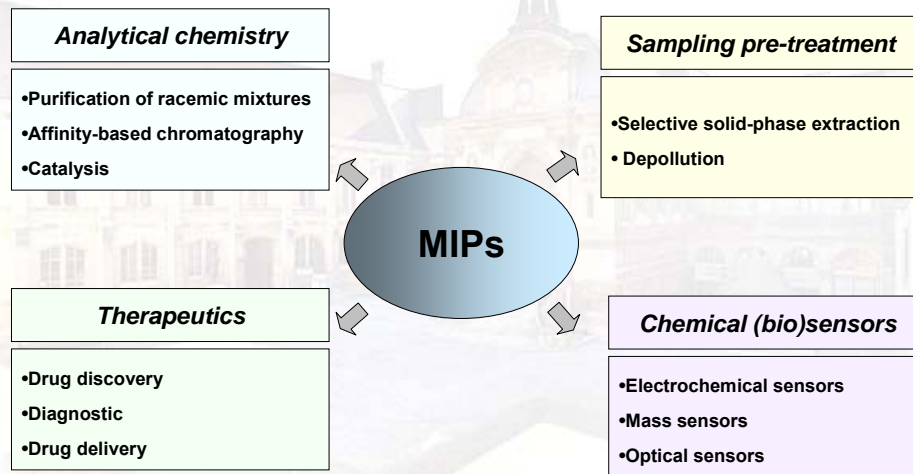 Analytical chemistry
•Purification of racemic mixtures
•Affinity-based chromatography
•Catalysis
Sampling pre-treatment
•Selective solid-phase extraction
• Depollution
MIPs
Therapeutics
•Drug discovery
•Diagnostic
•Drug delivery
Chemical (bio)sensors
•Electrochemical sensors
•Mass sensors
•Optical sensors